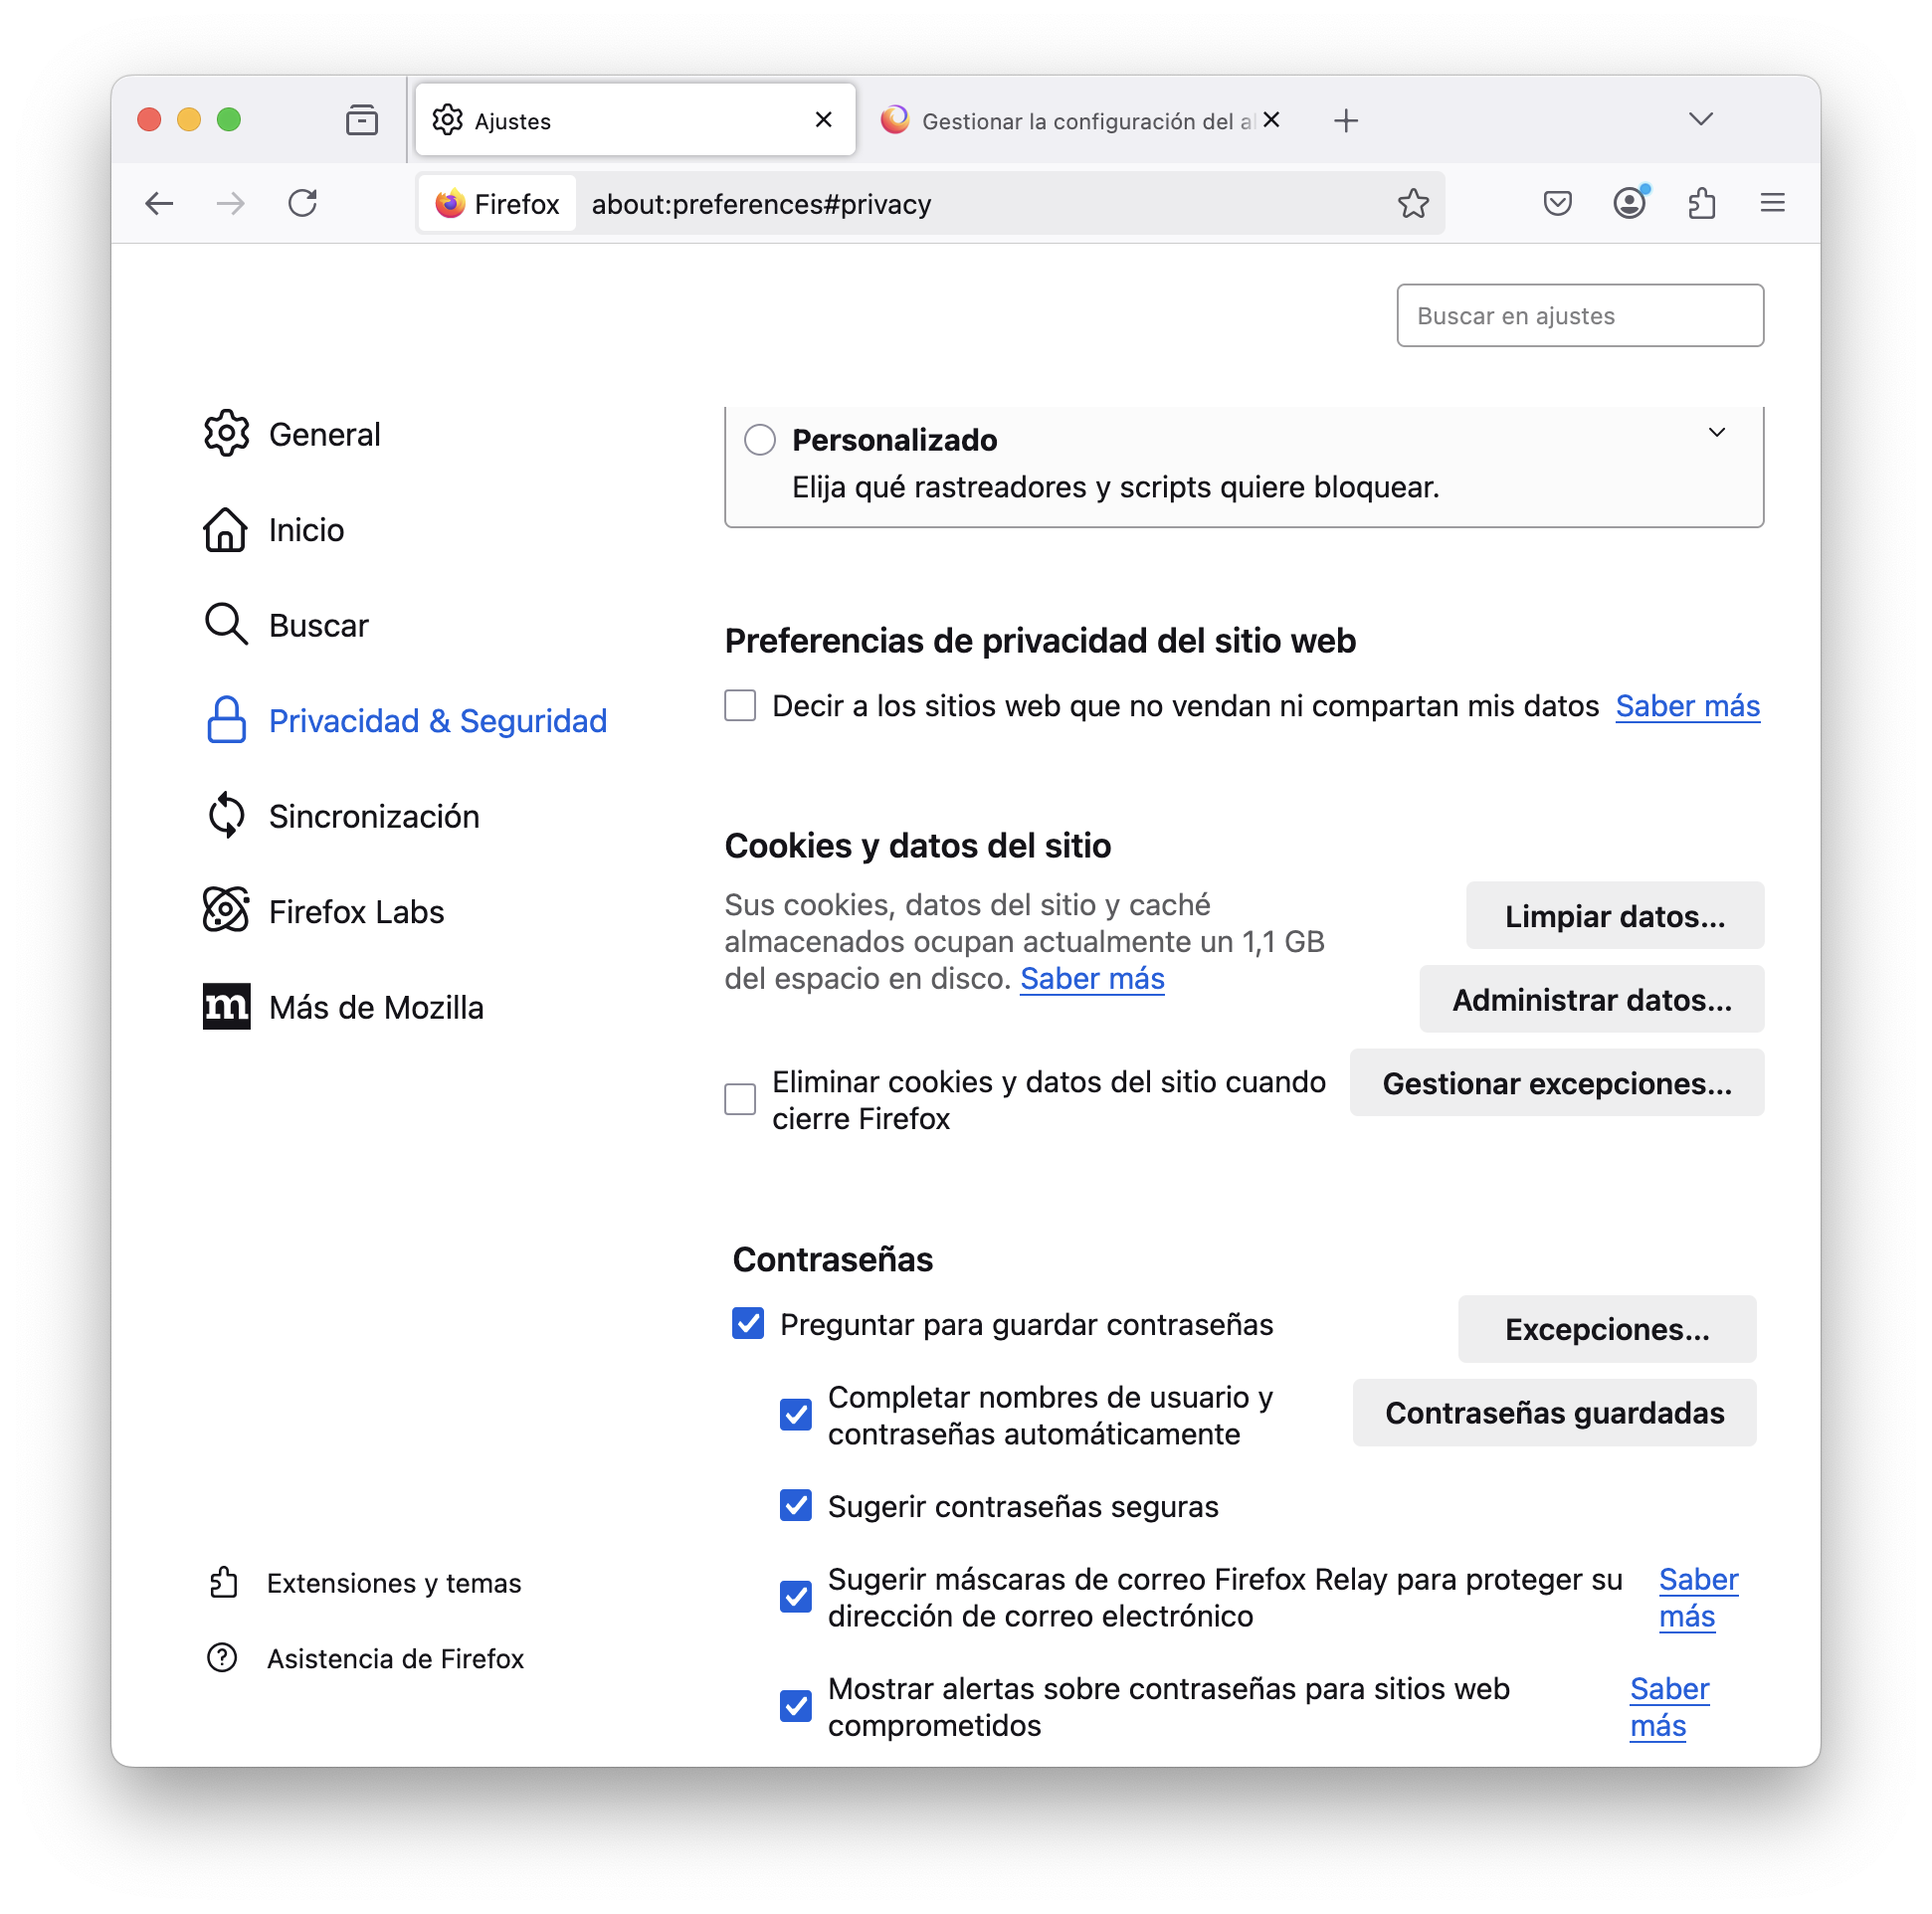 Ajustes
Gestionar la configuración del al
Firefox
about:preferences#privacy
Buscar en ajustes
General
Inicio
Buscar
Privacidad & Seguridad
Sincronización
Firefox Labs
m
Más de Mozilla
Extensiones y temas
Asistencia de Firefox
Personalizado
Elija qué rastreadores y scripts quiere bloquear.
Preferencias de privacidad del sitio web
Decir a los sitios web que no vendan ni compartan mis datos Saber más
Cookies y datos del sitio
Sus cookies, datos del sitio y caché
almacenados ocupan actualmente un 1,1 GB
del espacio en disco. Saber más
Limpiar datos...
Administrar datos...
Eliminar cookies y datos del sitio cuando
cierre Firefox
Gestionar excepciones...
Contraseñas
Preguntar para guardar contraseñas
Excepciones...
Completar nombres de usuario y
contraseñas automáticamente
Contraseñas guardadas
Sugerir contraseñas seguras
Sugerir máscaras de correo Firefox Relay para proteger su
dirección de correo electrónico
Saber
más
Mostrar alertas sobre contraseñas para sitios web
comprometidos
Saber
más